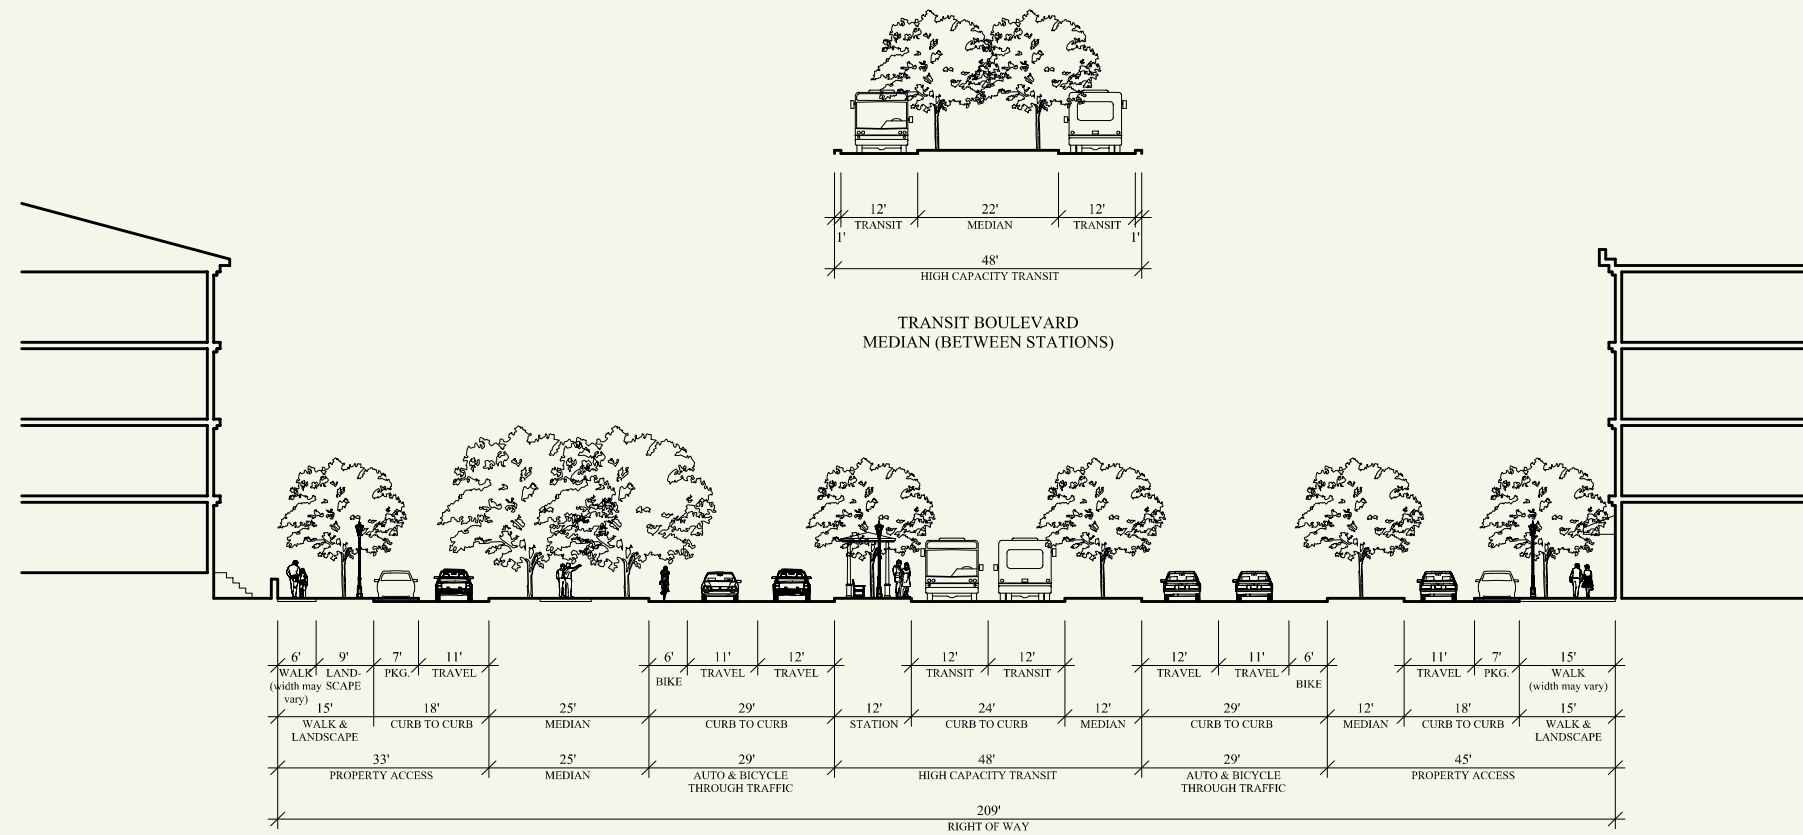 12' 22' 12'
TRANSIT MEDIAN TRANSIT
1' 1'
48'
HIGH CAPACITY TRANSIT
TRANSIT BOULEVARD
MEDIAN (BETWEEN STATIONS)
6' 9' 7' 11' 6' 11' 12' 12' 12' 12' 11' 6' 11' 7' 15'
WALK LAND- PKG. TRAVEL BIKE TRAVEL TRAVEL TRANSIT TRANSIT TRAVEL TRAVEL BIKE TRAVEL PKG. WALK
(width may SCAPE (width may vary)
vary)
15' 18' 25' 29' 12' 24' 12' 29' 12' 18' 15'
WALK & CURB TO CURB MEDIAN CURB TO CURB STATION CURB TO CURB MEDIAN CURB TO CURB MEDIAN CURB TO CURB WALK &
LANDSCAPE LANDSCAPE
33' 25' 29' 48' 29' 45'
PROPERTY ACCESS MEDIAN AUTO & BICYCLE HIGH CAPACITY TRANSIT AUTO & BICYCLE PROPERTY ACCESS
THROUGH TRAFFIC THROUGH TRAFFIC
209'
RIGHT OF WAY